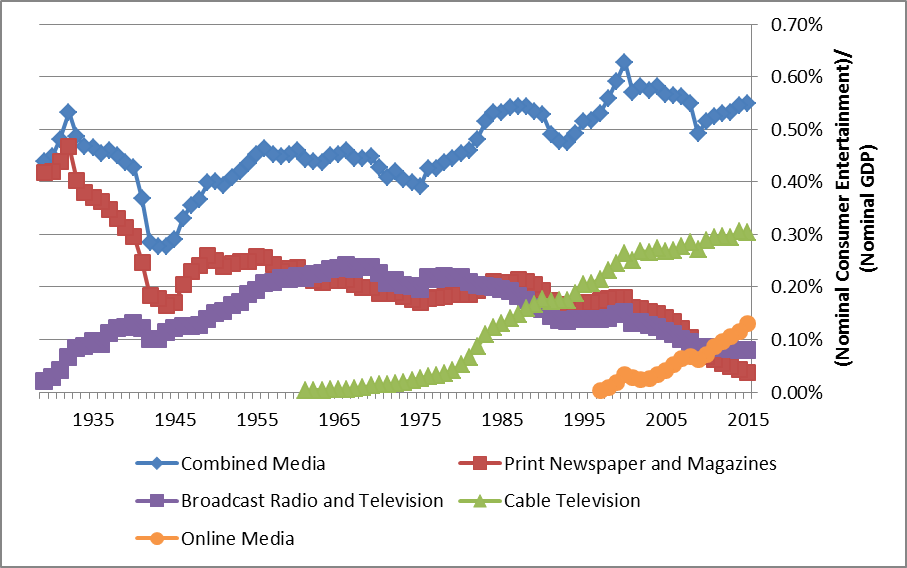 0.70%
0.60%
0.50%
0.40%
0.30%
0.20%
0.10%
0.00%
(Nominal Consumer Entertainment)/
(Nominal GDP)
1935 1945 1955 1965 1975 1985 1995 2005 2015
Combined Media
Print Newspaper and Magazines
Broadcast Radio and Television
Cable Television
Online Media